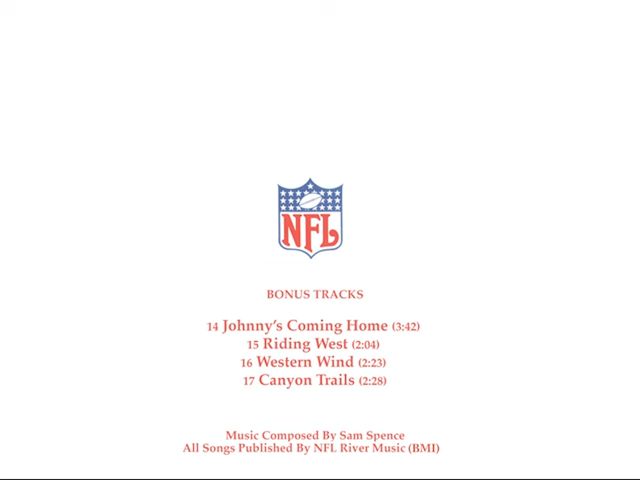 NFL
BONUS TRACKS
14 Johnny's Coming Home (3:42)
15 Riding West (2:04)
16 Western Wind (2:23)
17 Canyon Trails (2:28)
Music Composed By Sam Spence
All Songs Published By NFL River Music (BMI)